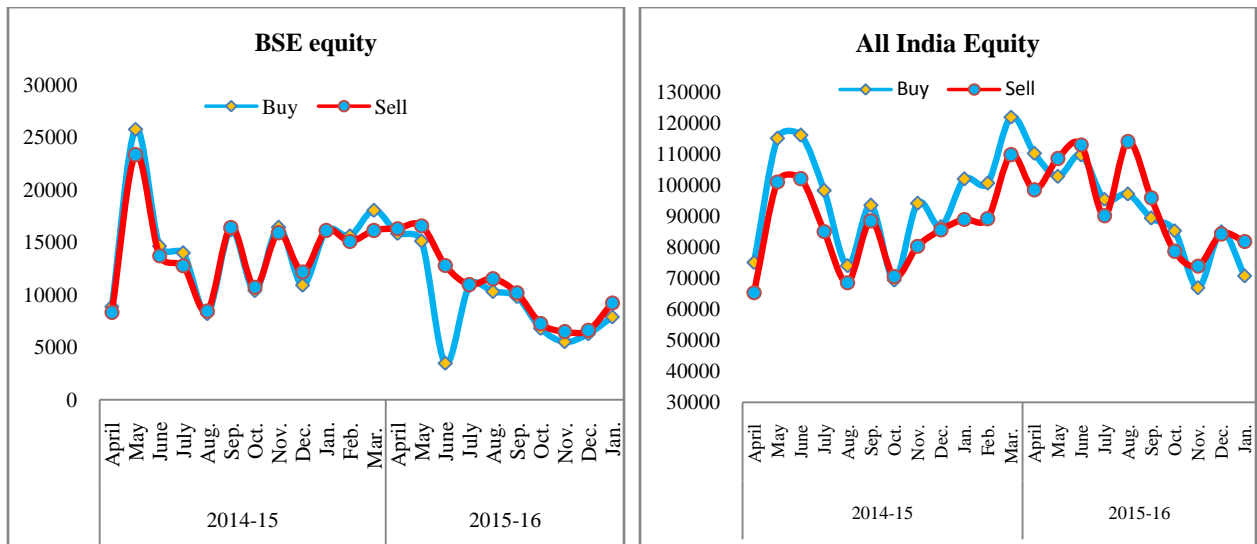 BSE equity
Buy Sell
30000
25000
20000
15000
10000
5000
0
April
May
June
July
Aug.
Sep.
Oct.
Nov.
Dec.
Jan.
Feb.
Mar.
April
May
June
July
Aug.
Sep.
Oct.
Nov.
Dec.
Jan.
2014-15 2015-16
All India Equity
Buy Sell
130000
120000
110000
100000
90000
80000
70000
60000
50000
40000
30000
April
May
June
July
Aug.
Sep.
Oct.
Nov.
Dec.
Jan.
Feb.
Mar.
April
May
June
July
Aug.
Sep.
Oct.
Nov.
Dec.
Jan.
2014-15 2015-16